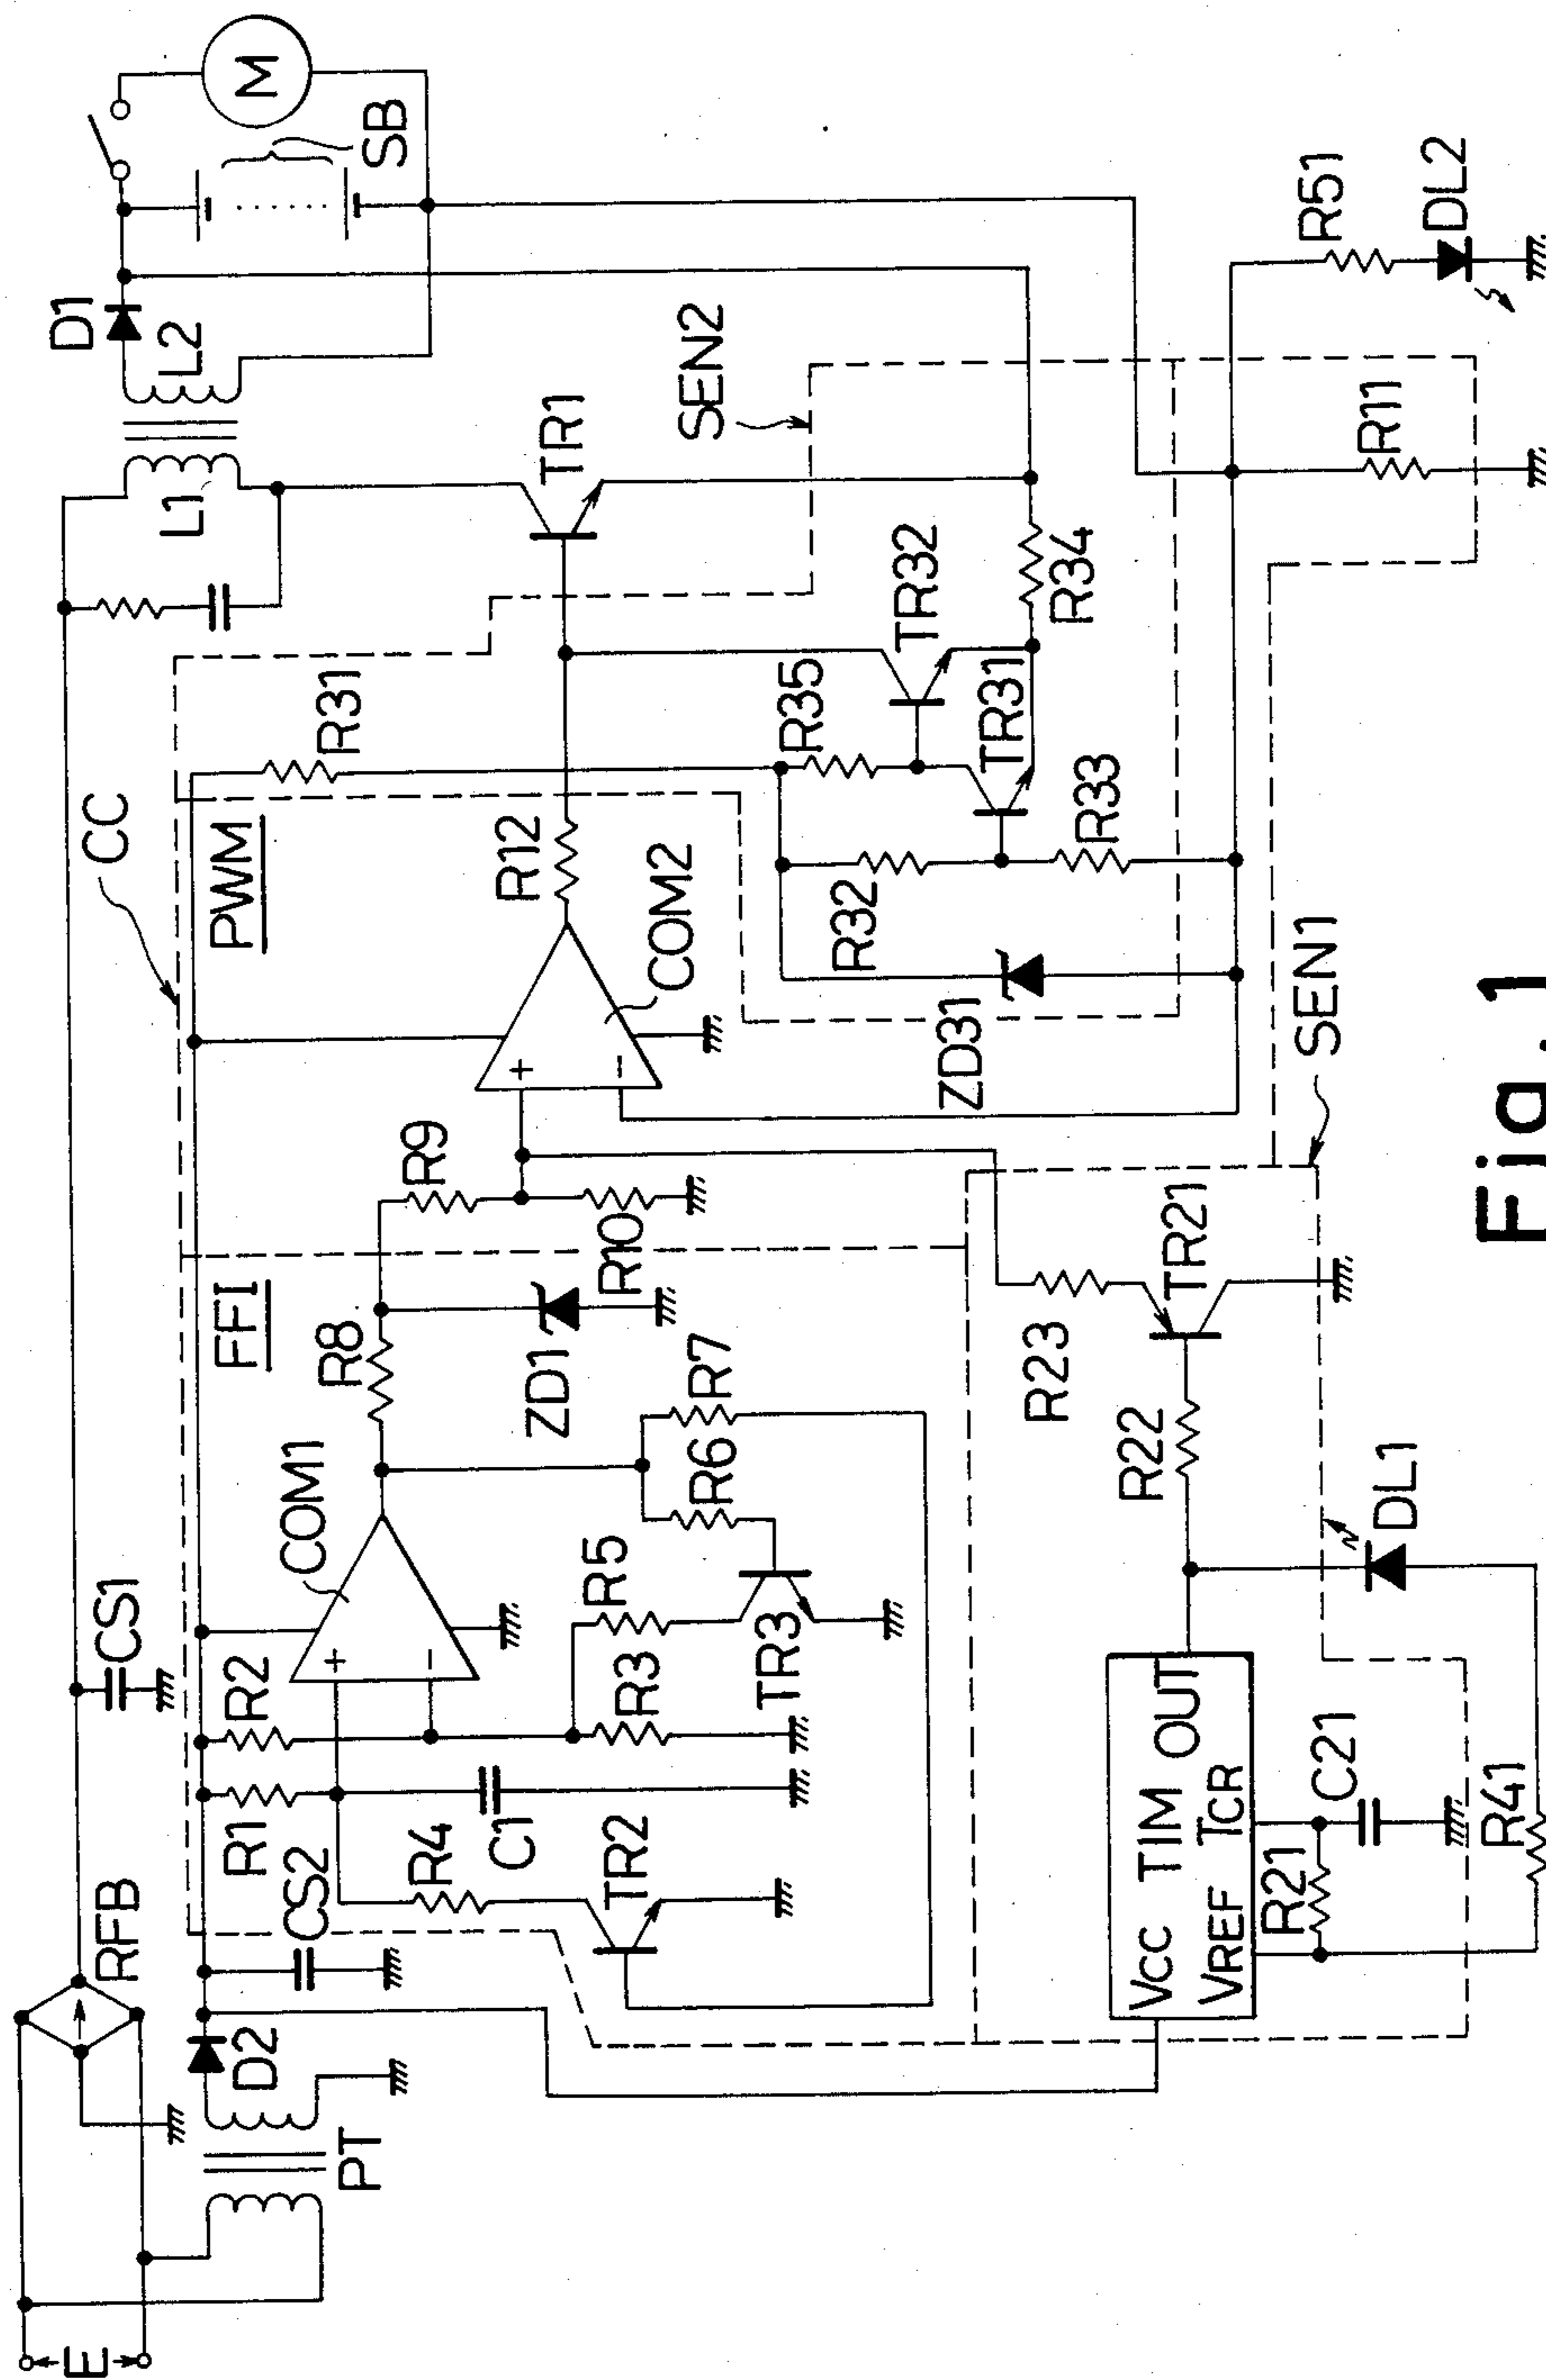 E
PT
RFB
D2
CS2
CS1
R1
R2
R4
C1
TR2
R3
R5
TR3
COM1
R6
R7
R8
ZD1
FFI
R9
R10
CC
PWM
R31
COM2
R12
L1
L2
D1
TR1
SEN2
M
SB
R35
TR32
R34
TR31
R32
R33
ZD31
VCC TIM OUT
VREF TCR
R21
C21
R41
DL1
R22
R23
TR21
SEN1
R11
R51
DL2
Fig. 1